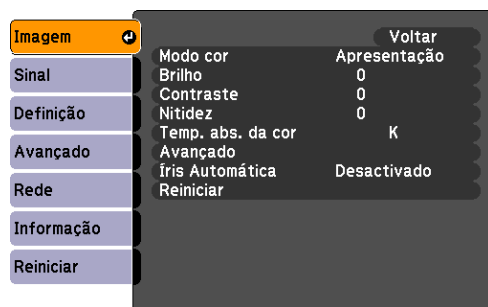 Imagem
Sinal
Definição
Avançado
Rede
Informação
Reiniciar
Voltar
Modo cor Apresentação
Brilho 0
Contraste 0
Nitidez 0
Temp. abs. da cor K
Avançado
Íris Automática Desactivado
Reiniciar